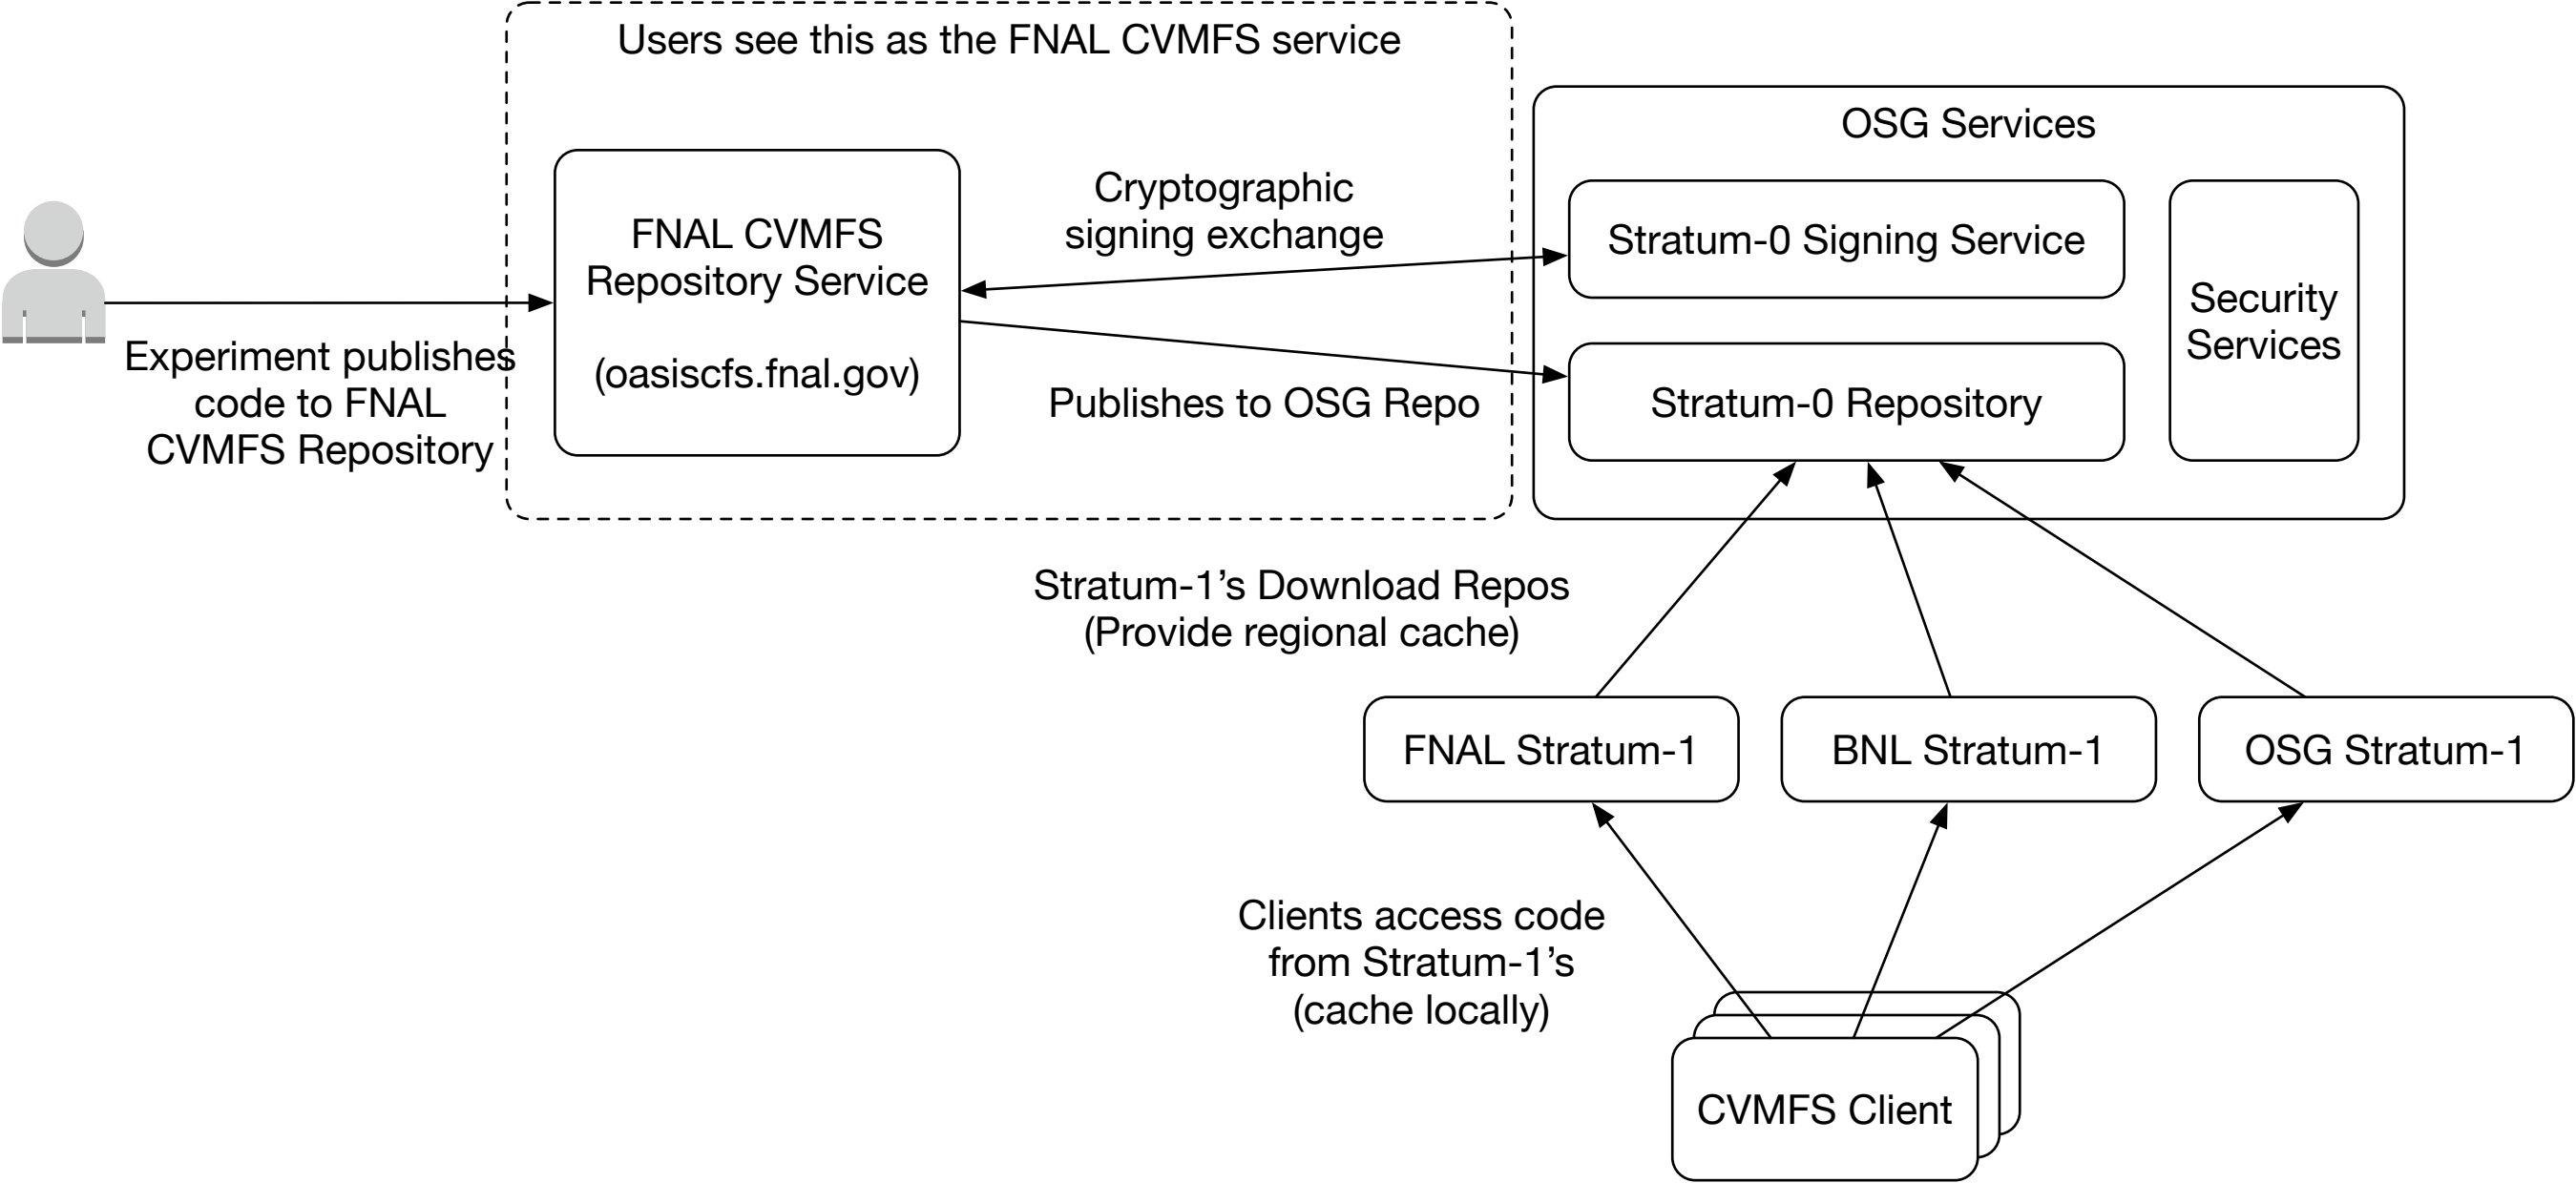 Users see this as the FNAL CVMFS service
OSG Services
Cryptographic
signing exchange
FNAL CVMFS
Repository Service
(oasiscfs.fnal.gov)
Stratum-0 Signing Service
Security
Services
Experiment publishes
code to FNAL
CVMFS Repository
Publishes to OSG Repo
Stratum-0 Repository
Stratum-1’s Download Repos
(Provide regional cache)
FNAL Stratum-1
BNL Stratum-1
OSG Stratum-1
Clients access code
from Stratum-1’s
(cache locally)
CVMFS Client